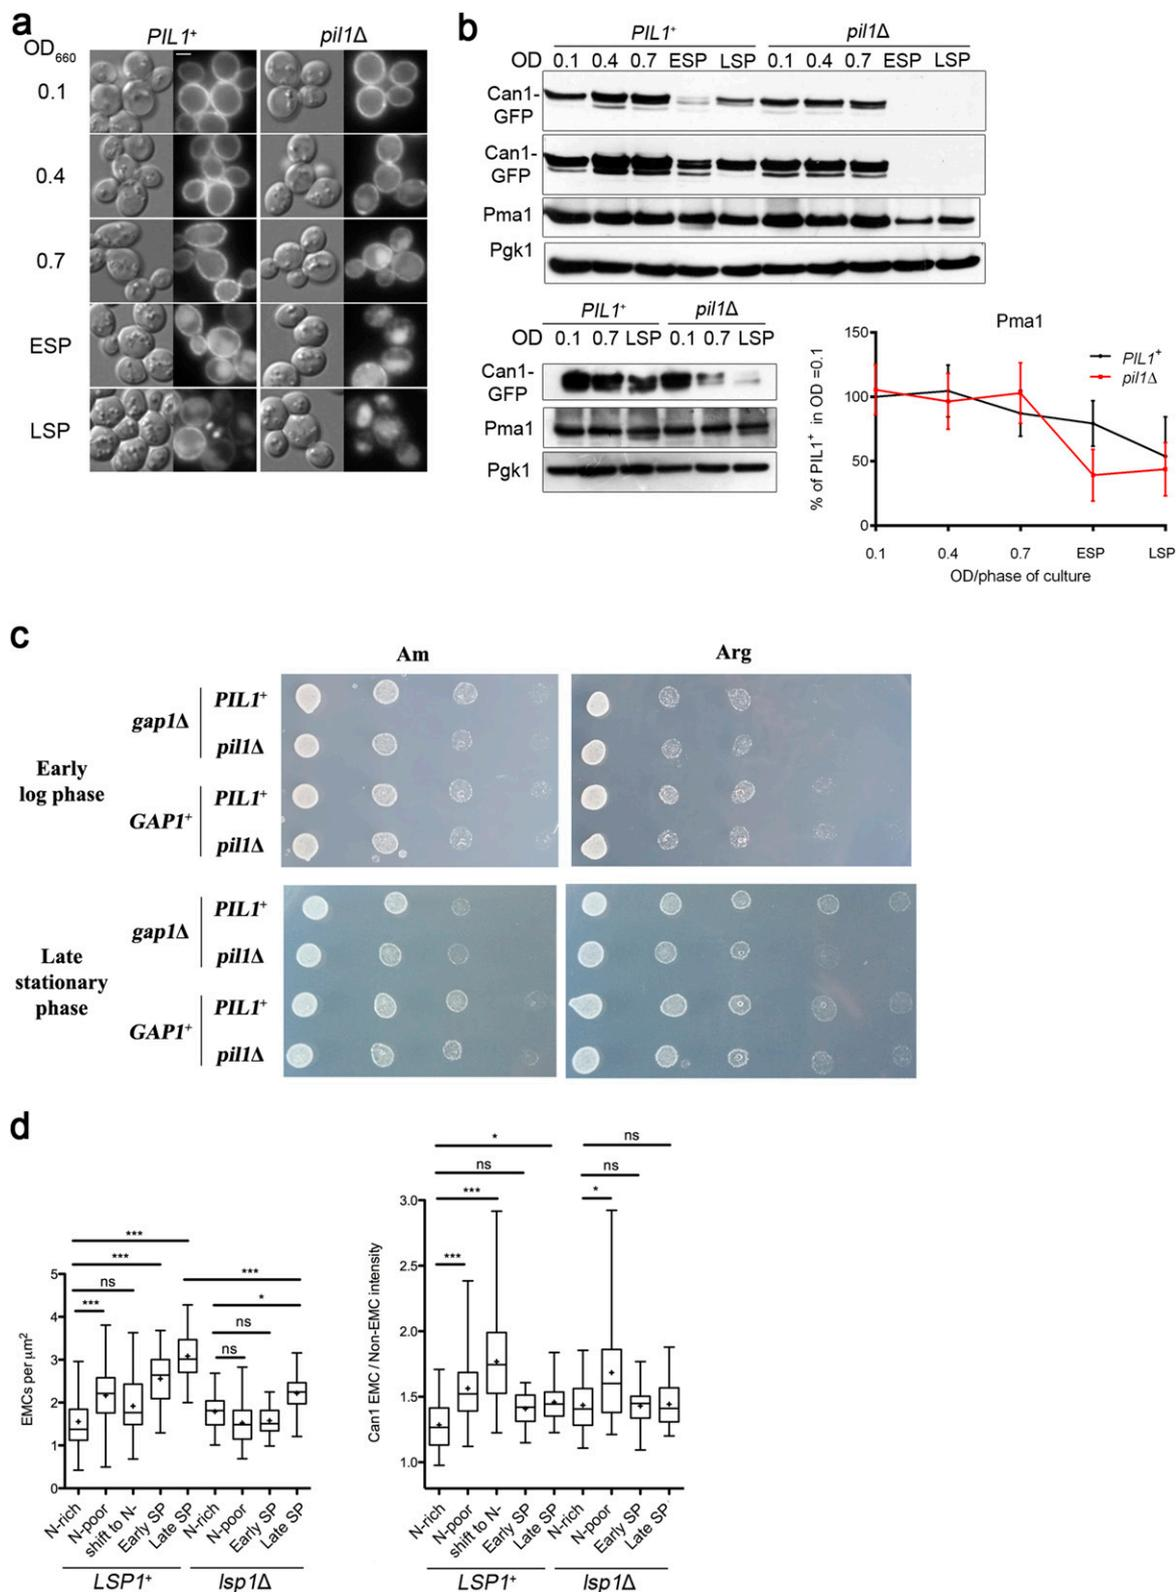 a
PIL1+ pil1Δ
OD660
0.1
0.4
0.7
ESP
LSP
b
PIL1+ pil1Δ
OD 0.1 0.4 0.7 ESP LSP 0.1 0.4 0.7 ESP LSP
Can1-
GFP
Can1-
GFP
Pma1
Pgk1
PIL1+ pil1Δ
OD 0.1 0.7 LSP 0.1 0.7 LSP
Can1-
GFP
Pma1
Pgk1
Pma1
% of PIL1+ in OD =0.1
150
100
50
0
PIL1+
pil1Δ
0.1 0.4 0.7 ESP LSP
OD/phase of culture
c
Am Arg
Early
log phase
gap1Δ
PIL1+
pil1Δ
GAP1+
PIL1+
pil1Δ
Late
stationary
phase
gap1Δ
PIL1+
pil1Δ
GAP1+
PIL1+
pil1Δ
d
EMCs per µm2
5
4
3
2
1
0
***
***
ns
***
***
*
ns
ns
N-rich
N-poor
shift to N-
Early SP
Late SP
N-rich
N-poor
Early SP
Late SP
LSP1+ lsp1Δ
Can1 EMC / Non-EMC intensity
3.0
2.5
2.0
1.5
1.0
*
ns
***
***
ns
ns
*
N-rich
N-poor
shift to N-
Early SP
Late SP
N-rich
N-poor
Early SP
Late SP
LSP1+ lsp1Δ